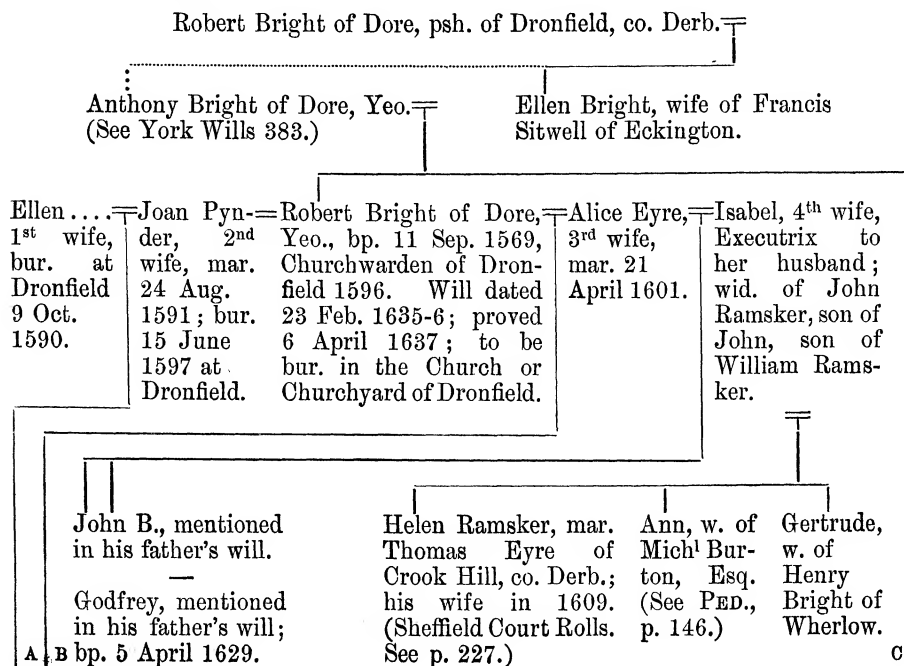 Robert Bright of Dore, psh. of Dronfield, co. Derb.
Anthony Bright of Dore, Yeo.
(See York Wills 383.)
Ellen Bright, wife of Francis
Sitwell of Eckington.
Ellen ....
1st wife,
bur. at
Dronfield
9 Oct.
1590.
Joan Pyn-
der, 2nd
wife, mar.
24 Aug.
1591; bur.
15 June
1597 at
Dronfield.
Robert Bright of Dore,
Yeo., bp. 11 Sep. 1569,
Churchwarden of Dron-
field 1596. Will dated
23 Feb. 1635-6; proved
6 April 1637; to be
bur. in the Church or
Churchyard of Dronfield.
Alice Eyre,
3rd wife,
mar. 21
April 1601.
Isabel, 4th wife,
Executrix to
her husband;
wid. of John
Ramsker, son of
John, son of
William Rams-
ker.
John B., mentioned
in his father's will.
—
Godfrey, mentioned
in his father's will;
bp. 5 April 1629.
Helen Ramsker, mar.
Thomas Eyre of
Crook Hill, co. Derb.;
his wife in 1609.
(Sheffield Court Rolls.
See p. 227.)
Ann, w. of
Michl Bur-
ton, Esq.
(See PED.,
p. 146.)
Gertrude,
w. of
Henry
Bright of
Wherlow.
A B
C